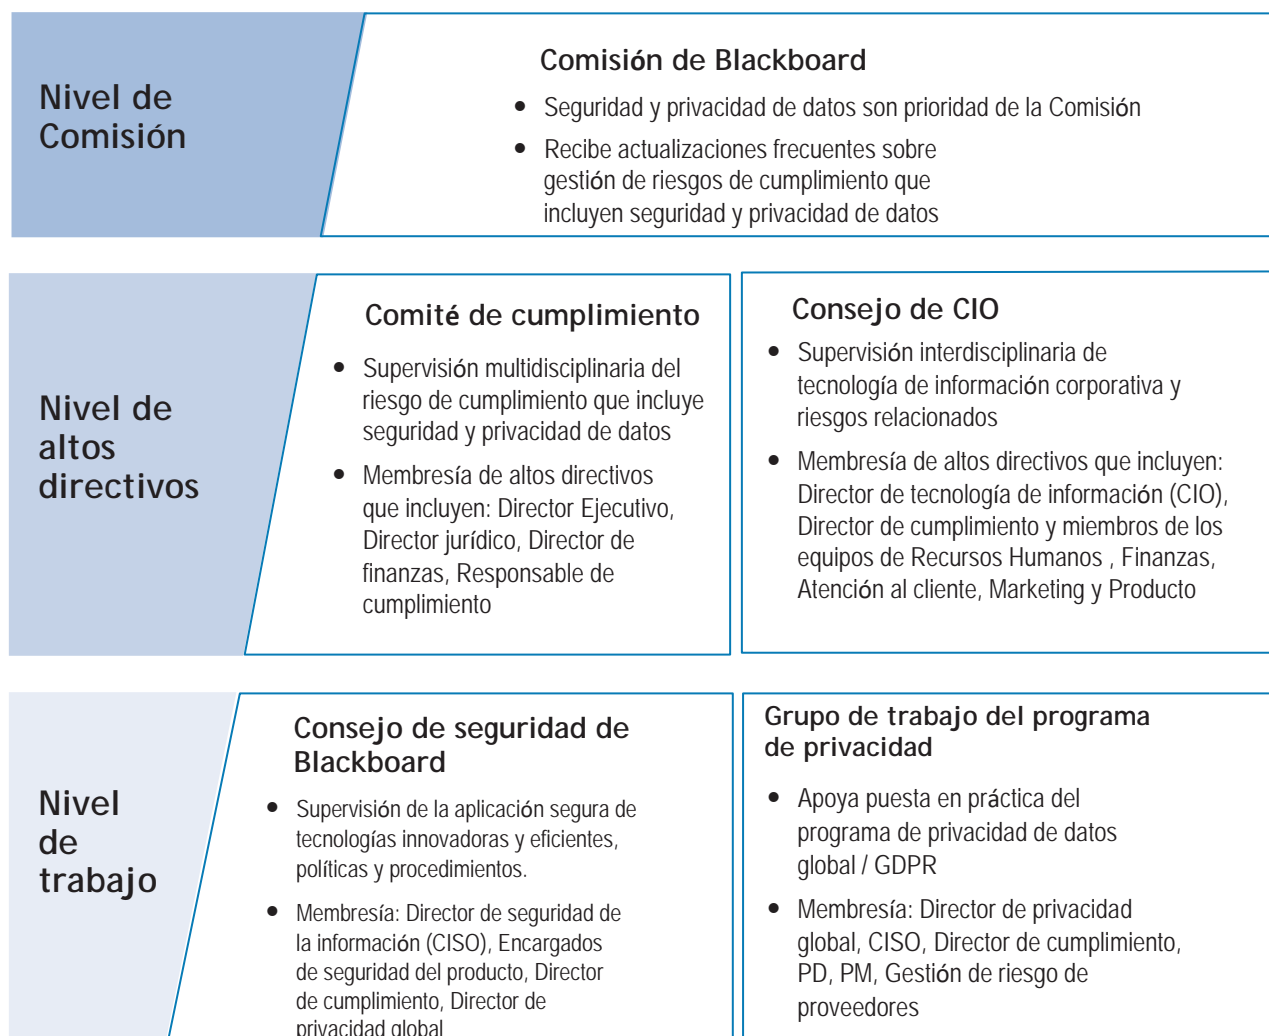 Nivel de
Comisión
Comisión de Blackboard
• Seguridad y privacidad de datos son prioridad de la Comisión
• Recibe actualizaciones frecuentes sobre
gestión de riesgos de cumplimiento que
incluyen seguridad y privacidad de datos
Nivel de
altos
directivos
Comité de cumplimiento
• Supervisión multidisciplinaria del
riesgo de cumplimiento que incluye
seguridad y privacidad de datos
• Membresía de altos directivos
que incluyen: Director Ejecutivo,
Director jurídico, Director de
finanzas, Responsable de
cumplimiento
Consejo de CIO
• Supervisión interdisciplinaria de
tecnología de información corporativa y
riesgos relacionados
• Membresía de altos directivos que incluyen:
Director de tecnología de información (CIO),
Director de cumplimiento y miembros de los
equipos de Recursos Humanos , Finanzas,
Atención al cliente, Marketing y Producto
Nivel
de
trabajo
Consejo de seguridad de
Blackboard
• Supervisión de la aplicación segura de
tecnologías innovadoras y eficientes,
políticas y procedimientos.
• Membresía: Director de seguridad de
la información (CISO), Encargados
de seguridad del producto, Director
de cumplimiento, Director de
privacidad global
Grupo de trabajo del programa
de privacidad
• Apoya puesta en práctica del
programa de privacidad de datos
global / GDPR
• Membresía: Director de privacidad
global, CISO, Director de cumplimiento,
PD, PM, Gestión de riesgo de
proveedores